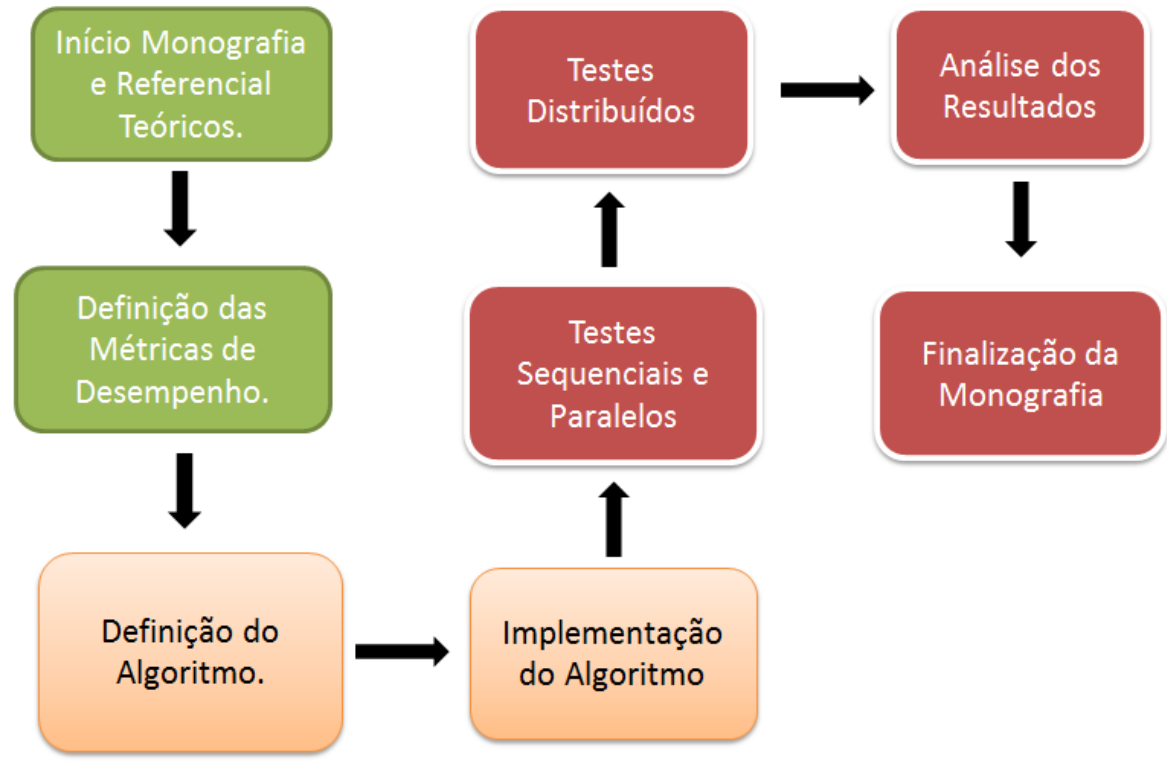 Início Monografia
e Referencial
Teóricos.
Definição das
Métricas de
Desempenho.
Definição do
Algoritmo.
Implementação
do Algoritmo
Testes
Sequenciais e
Paralelos
Testes
Distribuídos
Análise dos
Resultados
Finalização da
Monografia